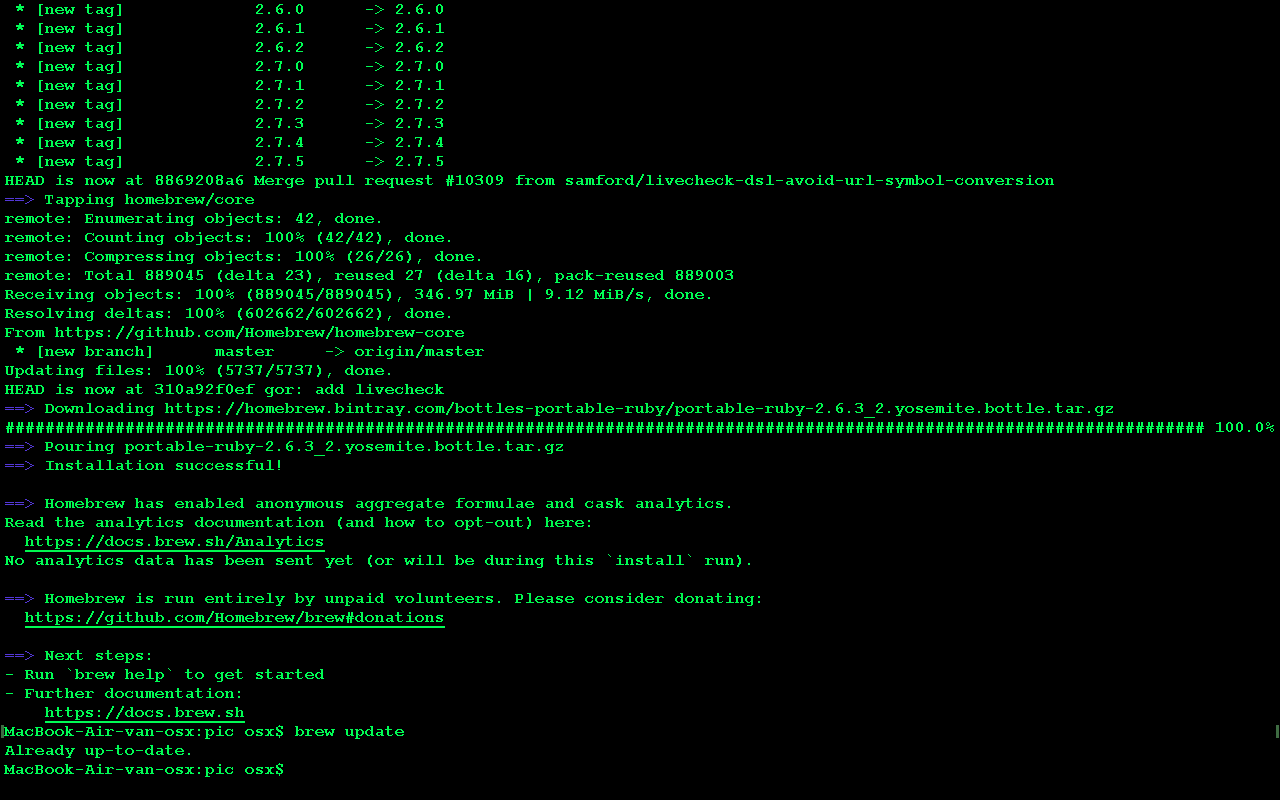 * [new tag] 2.6.0 -> 2.6.0
* [new tag] 2.6.1 -> 2.6.1
* [new tag] 2.6.2 -> 2.6.2
* [new tag] 2.7.0 -> 2.7.0
* [new tag] 2.7.1 -> 2.7.1
* [new tag] 2.7.2 -> 2.7.2
* [new tag] 2.7.3 -> 2.7.3
* [new tag] 2.7.4 -> 2.7.4
* [new tag] 2.7.5 -> 2.7.5
HEAD is now at 8869208a6 Merge pull request #10309 from samford/livecheck-dsl-avoid-url-symbol-conversion
==> Tapping homebrew/core
remote: Enumerating objects: 42, done.
remote: Counting objects: 100% (42/42), done.
remote: Compressing objects: 100% (26/26), done.
remote: Total 889045 (delta 23), reused 27 (delta 16), pack-reused 889003
Receiving objects: 100% (889045/889045), 346.97 MiB | 9.12 MiB/s, done.
Resolving deltas: 100% (602662/602662), done.
From https://github.com/Homebrew/homebrew-core
* [new branch] master -> origin/master
Updating files: 100% (5737/5737), done.
HEAD is now at 310a92f0ef gor: add livecheck
==> Downloading https://homebrew.bintray.com/bottles-portable-ruby/portable-ruby-2.6.3_2.yosemite.bottle.tar.gz
######################################################################################################################## 100.0%
==> Pouring portable-ruby-2.6.3_2.yosemite.bottle.tar.gz
==> Installation successful!

==> Homebrew has enabled anonymous aggregate formulae and cask analytics.
Read the analytics documentation (and how to opt-out) here:
https://docs.brew.sh/Analytics
No analytics data has been sent yet (or will be during this `install` run).

==> Homebrew is run entirely by unpaid volunteers. Please consider donating:
https://github.com/Homebrew/brew#donations

==> Next steps:
- Run `brew help` to get started
- Further documentation:
https://docs.brew.sh
MacBook-Air-van-osx:pic osx$ brew update
Already up-to-date.
MacBook-Air-van-osx:pic osx$